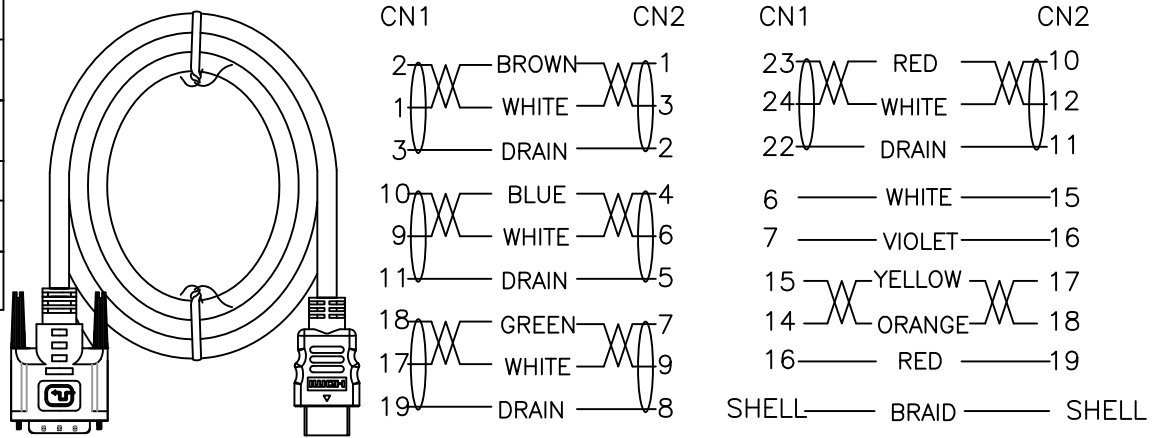 CN1 CN2
2 BROWN 1
1 WHITE 3
3 DRAIN 2
10 BLUE 4
9 WHITE 6
11 DRAIN 5
18 GREEN 7
17 WHITE 9
19 DRAIN 8
CN1 CN2
23 RED 10
24 WHITE 12
22 DRAIN 11
6 WHITE 15
7 VIOLET 16
15 YELLOW 17
14 ORANGE 18
16 RED 19
SHELL BRAID SHELL